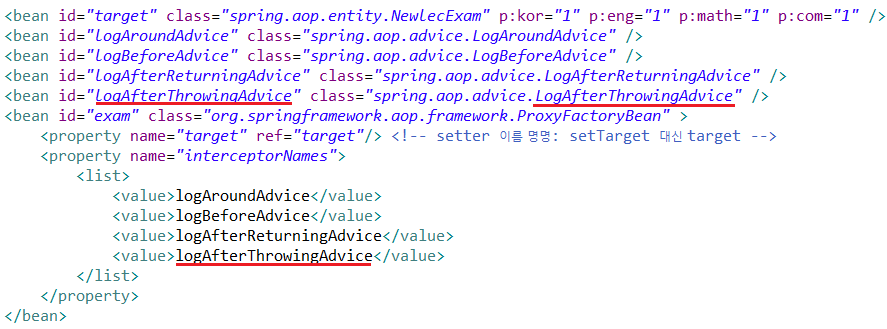 <bean id="target" class="spring.aop.entity.NewlecExam" p:kor="1" p:eng="1" p:math="1" p:com="1" />
<bean id="logAroundAdvice" class="spring.aop.advice.LogAroundAdvice" />
<bean id="logBeforeAdvice" class="spring.aop.advice.LogBeforeAdvice" />
<bean id="logAfterReturningAdvice" class="spring.aop.advice.LogAfterReturningAdvice" />
<bean id="logAfterThrowingAdvice" class="spring.aop.advice.LogAfterThrowingAdvice" />
<bean id="exam" class="org.springframework.aop.framework.ProxyFactoryBean" >
    <property name="target" ref="target"/> <!-- setter 이름 명명: setTarget 대신 target -->
    <property name="interceptorNames">
        <list>
            <value>logAroundAdvice</value>
            <value>logBeforeAdvice</value>
            <value>logAfterReturningAdvice</value>
            <value>logAfterThrowingAdvice</value>
        </list>
    </property>
</bean>